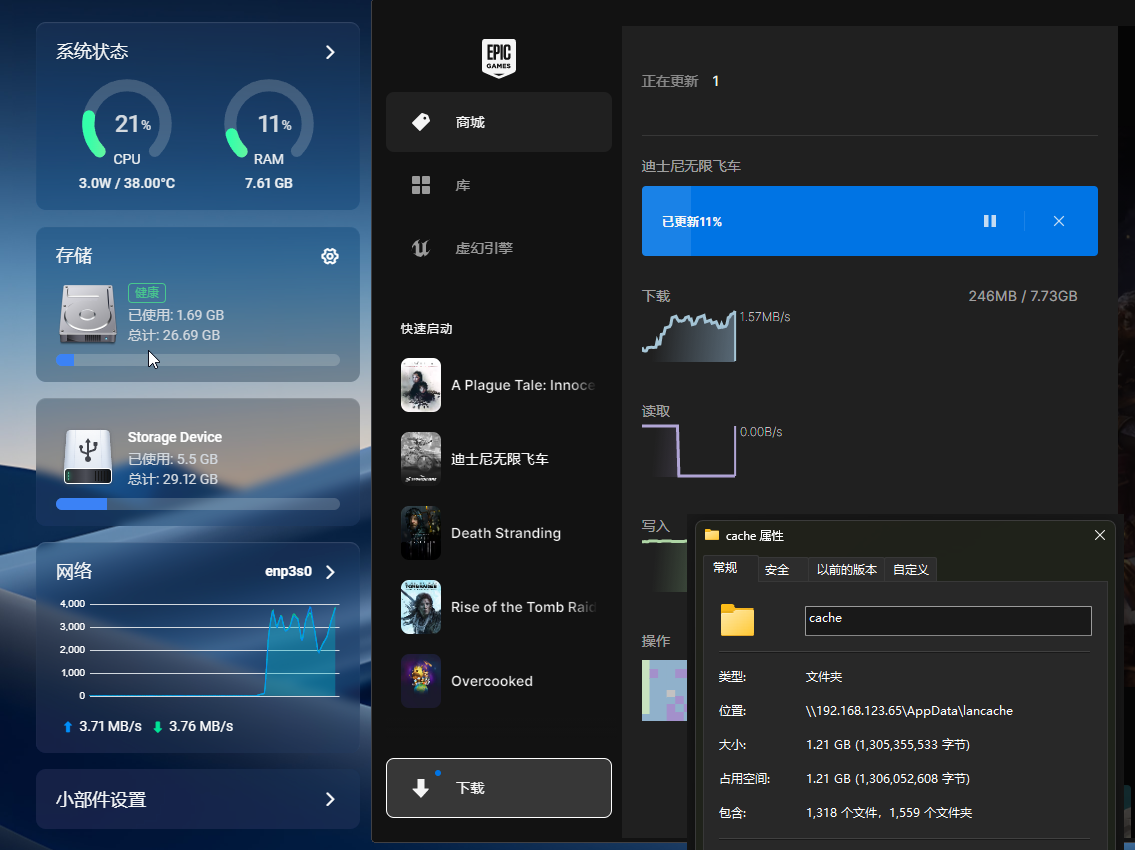 系统状态
21%
CPU
3.0W / 38.00°C
11%
RAM
7.61 GB
存储
健康
已使用: 1.69 GB
总计: 26.69 GB
Storage Device
已使用: 5.5 GB
总计: 29.12 GB
网络
enp3s0
4,000
3,000
2,000
1,000
0
3.71 MB/s
3.76 MB/s
小部件设置
EPIC
GAMES
商城
库
虚幻引擎
快速启动
A Plague Tale: Innoce
迪士尼无限飞车
Death Stranding
Rise of the Tomb Raid
Overcooked
下载
正在更新 1
迪士尼无限飞车
已更新11%
下载
246MB / 7.73GB
1.57MB/s
读取
0.00B/s
写入
操作
cache 属性
常规
安全
以前的版本
自定义
cache
类型: 文件夹
位置: \\192.168.123.65\AppData\lancache
大小: 1.21 GB (1,305,355,533 字节)
占用空间: 1.21 GB (1,306,052,608 字节)
包含: 1,318 个文件，1,559 个文件夹